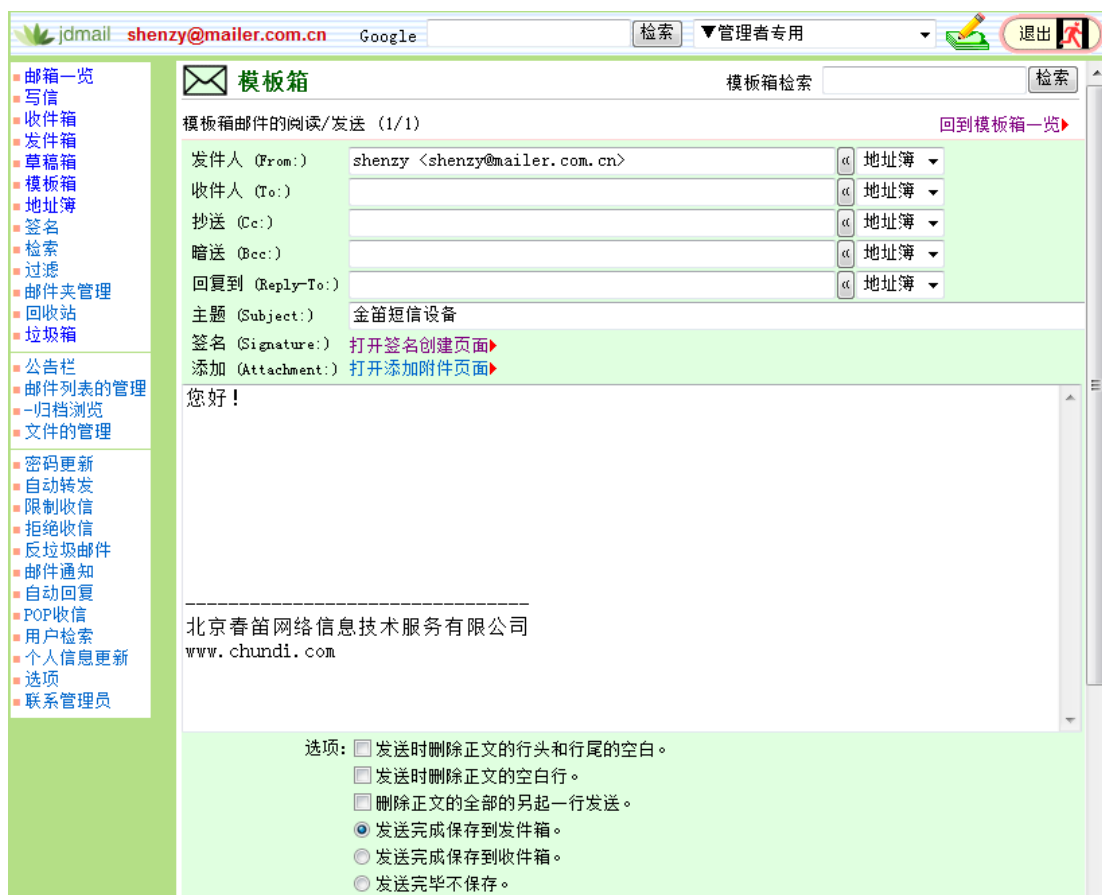 jdmail shenzy@mailer.com.cn Google 检索 ▼管理者专用 退出
邮箱一览
写信
收件箱
发件箱
草稿箱
模板箱
地址簿
签名
检索
过滤
邮件夹管理
回收站
垃圾箱
公告栏
邮件列表的管理
-归档浏览
文件的管理
密码更新
自动转发
限制收信
拒绝收信
反垃圾邮件
邮件通知
自动回复
POP收信
用户检索
个人信息更新
选项
联系管理员
模板箱 模板箱检索 检索
模板箱邮件的阅读/发送 (1/1) 回到模板箱一览
发件人 (From:) shenzy <shenzy@mailer.com.cn> « 地址簿
收件人 (To:) « 地址簿
抄送 (Cc:) « 地址簿
暗送 (Bcc:) « 地址簿
回复到 (Reply-To:) « 地址簿
主题 (Subject:) 金笛短信设备
签名 (Signature:) 打开签名创建页面
添加 (Attachment:) 打开添加附件页面
您好!
--------------------------------
北京春笛网络信息技术服务有限公司
www.chundi.com
选项: 发送时删除正文的行头和行尾的空白。
发送时删除正文的空白行。
删除正文的全部的另起一行发送。
发送完成保存到发件箱。
发送完成保存到收件箱。
发送完毕不保存。